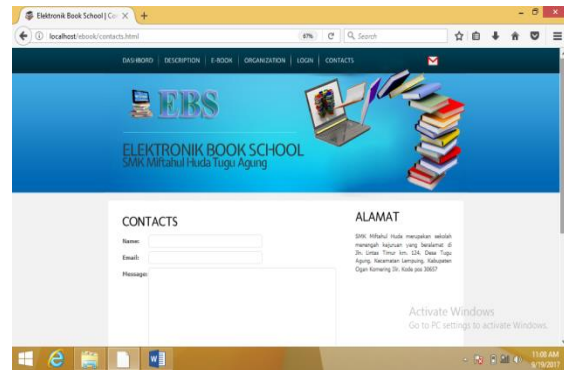 Elektronik Book School | Con
localhost/ebook/contacts.html
67%
Search
DASHBORD
DESCRIPTION
E-BOOK
ORGANIZATION
LOGIN
CONTACTS
EBS
ELEKTRONIK BOOK SCHOOL
SMK Miftahul Huda Tugu Agung
CONTACTS
Name:
Email:
Message:
ALAMAT
SMK Miftahul Huda merupakan sekolah
menengah kejuruan yang beralamat di
Jln. Lintas Timur km. 124. Desa Tugu
Agung, Kecamatan Lempuing, Kabupaten
Ogan Komering Ilir. Kode pos 30657
Activate Windows
Go to PC settings to activate Windows.
11:08 AM
9/19/2017